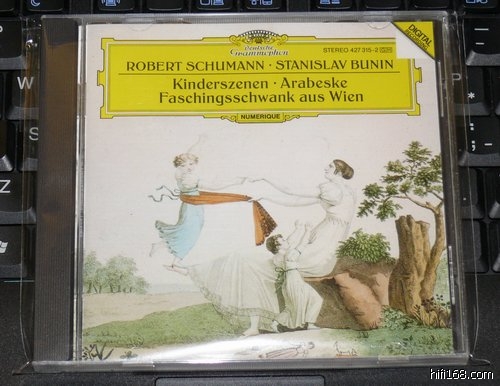 Deutsche
Grammophon
STEREO 427 315-2 GH
DIGITAL
ROBERT SCHUMANN · STANISLAV BUNIN
Kinderszenen · Arabeske
Faschingsschwank aus Wien
NUMERIQUE
W
S
Z
hifi168.com